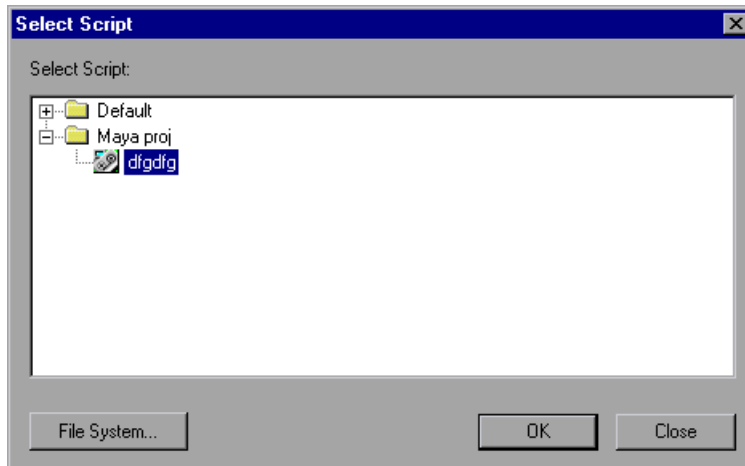 Select Script
Select Script:
Default
Maya proj
dfgdfg
File System...
OK
Close